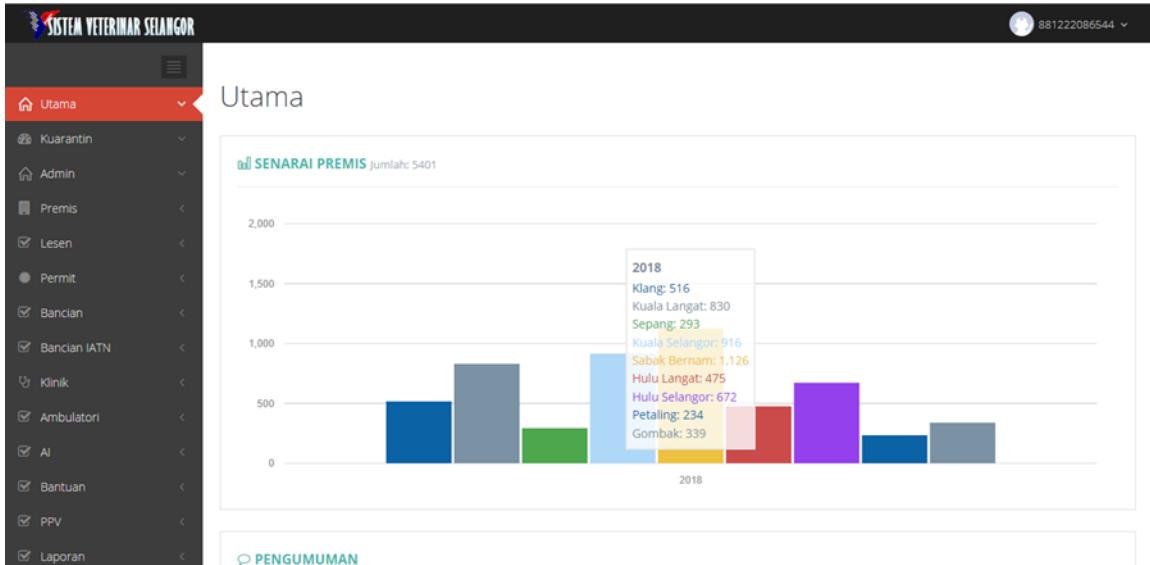 SISTEM VETERINAR SELANGOR
881222086544
Utama
Kuarantin
Admin
Premis
Lesen
Permit
Bancian
Bancian IATN
Klinik
Ambulatori
AI
Bantuan
PPV
Laporan
Utama
SENARAI PREMIS Jumlah: 5401
2,000
1,500
1,000
500
0
2018
Klang: 516
Kuala Langat: 830
Sepang: 293
Kuala Selangor: 916
Sabak Bernam: 1,126
Hulu Langat: 475
Hulu Selangor: 672
Petaling: 234
Gombak: 339
2018
PENGUMUMAN